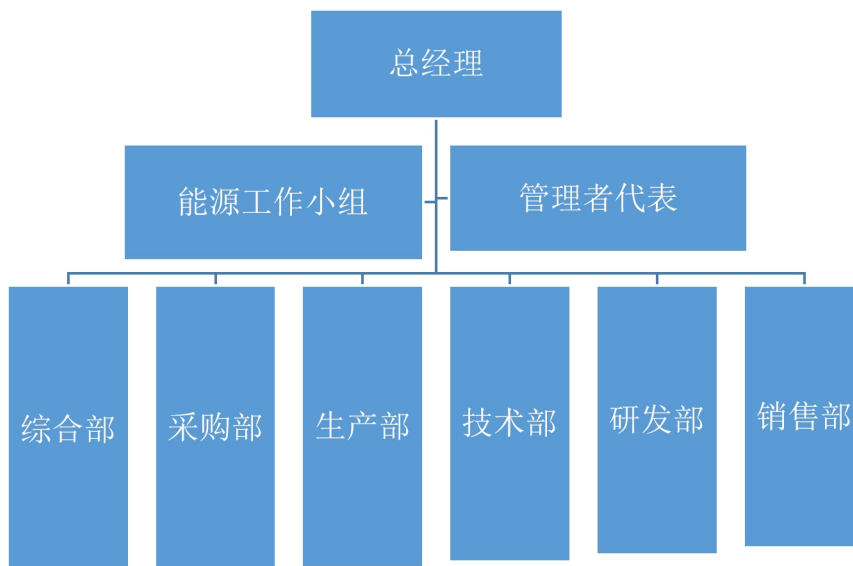 总经理
能源工作小组
管理者代表
综合部
采购部
生产部
技术部
研发部
销售部